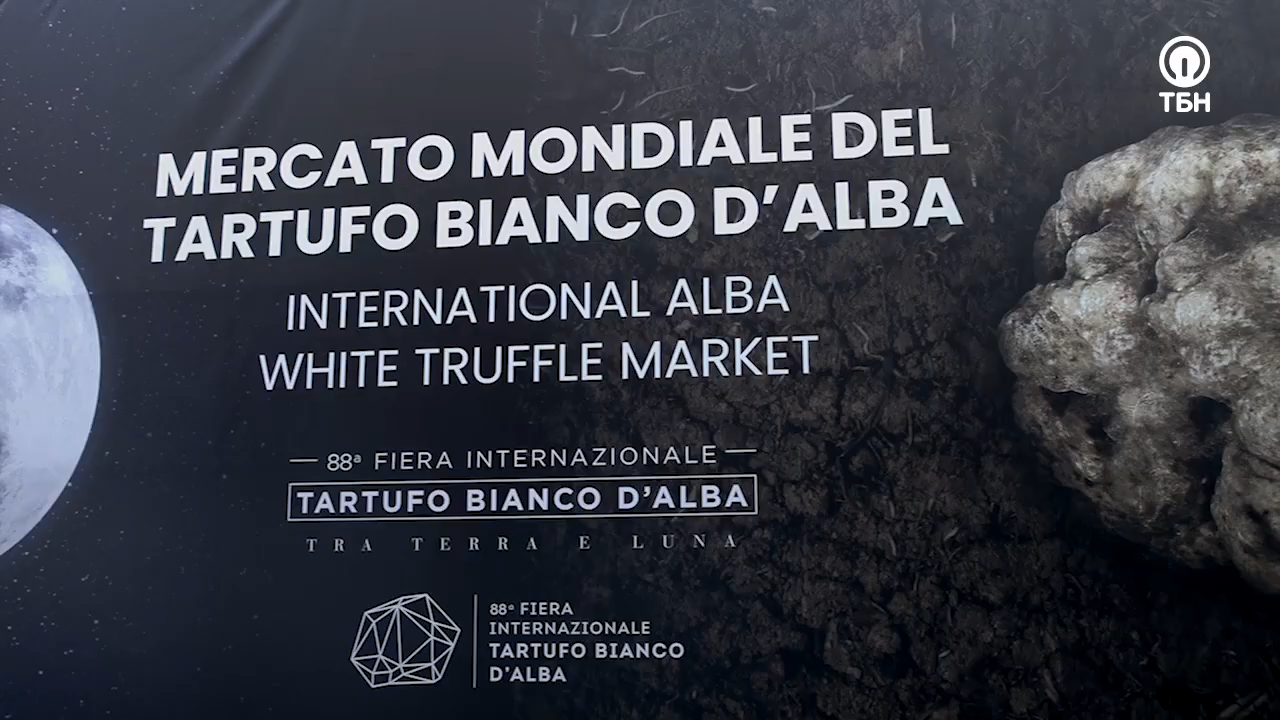 ТБН
MERCATO MONDIALE DEL
TARTUFO BIANCO D'ALBA
INTERNATIONAL ALBA
WHITE TRUFFLE MARKET
88ª FIERA INTERNAZIONALE
TARTUFO BIANCO D'ALBA
TRA TERRA E LUNA
88ª FIERA
INTERNAZIONALE
TARTUFO BIANCO
D'ALBA